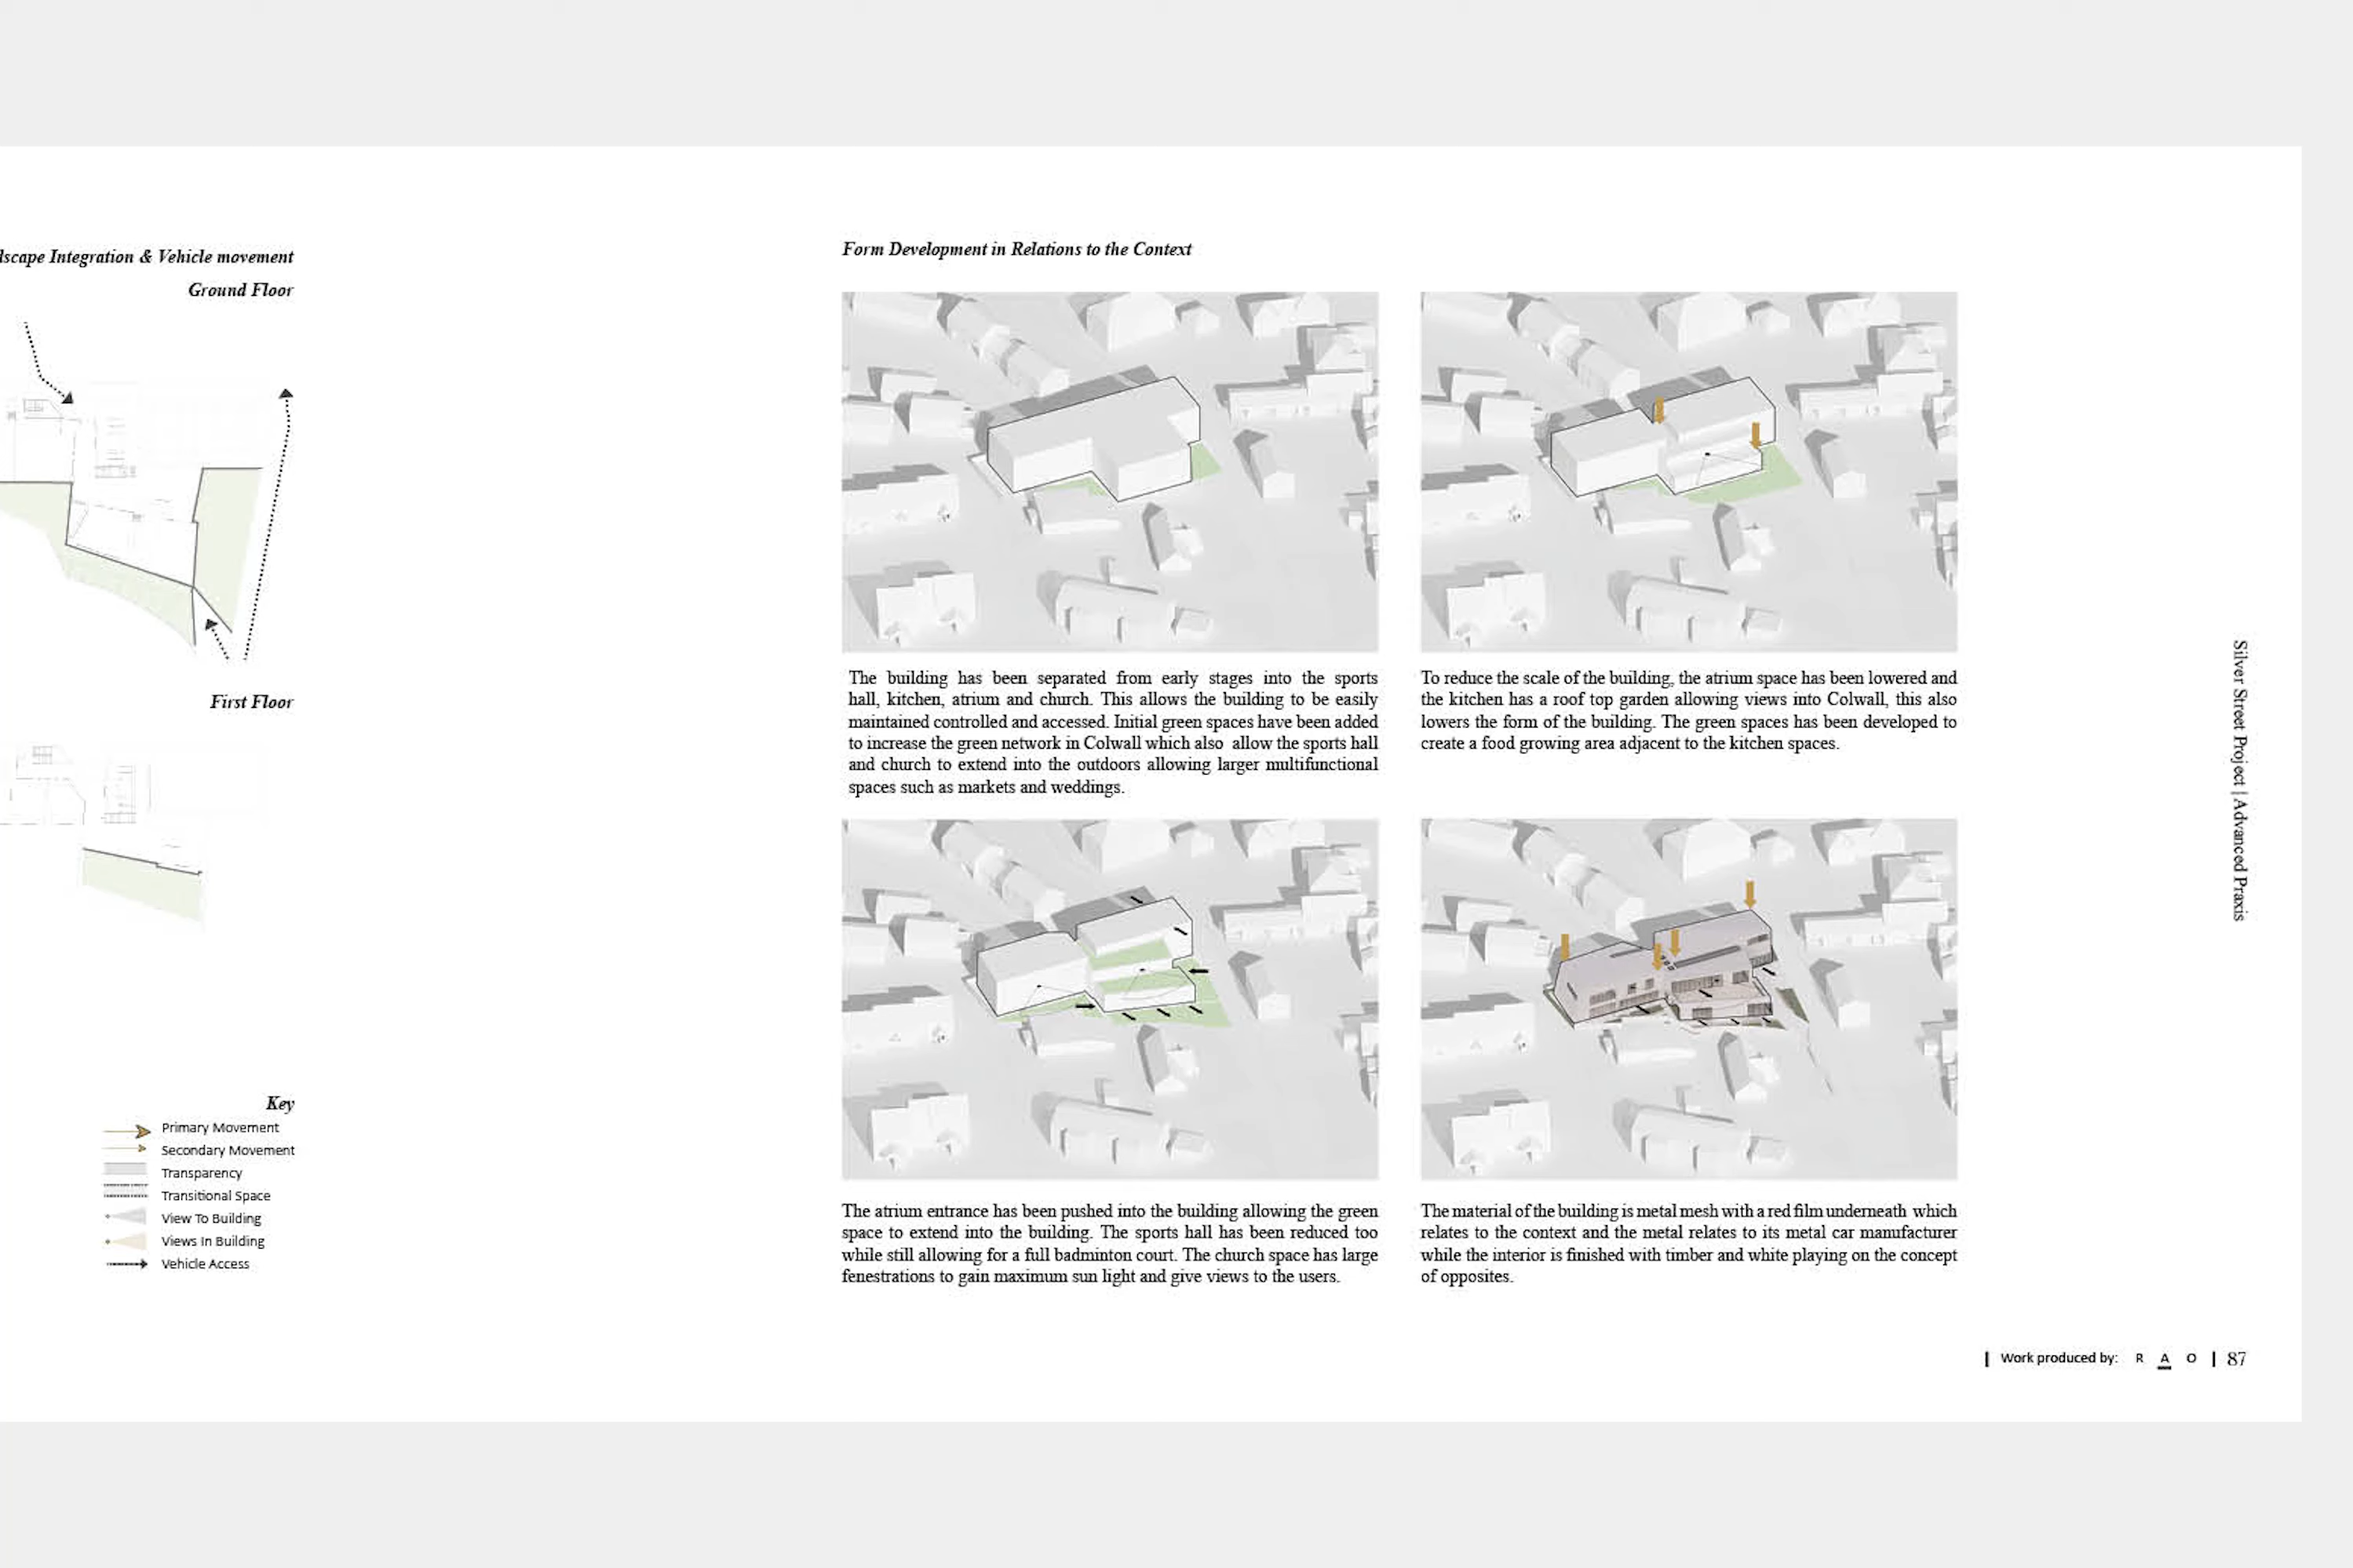 Integration & Vehicle movement
Ground Floor
First Floor
Key
Primary Movement
Secondary Movement
Transparency
Transitional Space
View To Building
Views In Building
Vehicle Access
Form Development in Relations to the Context
The building has been separated from early stages into the sports
hall, kitchen, atrium and church. This allows the building to be easily
maintained controlled and accessed. Initial green spaces have been added
to increase the green network in Colwall which also allow the sports hall
and church to extend into the outdoors allowing larger multifunctional
spaces such as markets and weddings.
To reduce the scale of the building, the atrium space has been lowered and
the kitchen has a roof top garden allowing views into Colwall, this also
lowers the form of the building. The green spaces has been developed to
create a food growing area adjacent to the kitchen spaces.
The atrium entrance has been pushed into the building allowing the green
space to extend into the building. The sports hall has been reduced too
while still allowing for a full badminton court. The church space has large
fenestrations to gain maximum sun light and give views to the users.
The material of the building is metal mesh with a red film underneath which
relates to the context and the metal relates to its metal car manufacturer
while the interior is finished with timber and white playing on the concept
of opposites.
Silver Street Project | Advanced Praxis
| Work produced by: R A O | 87